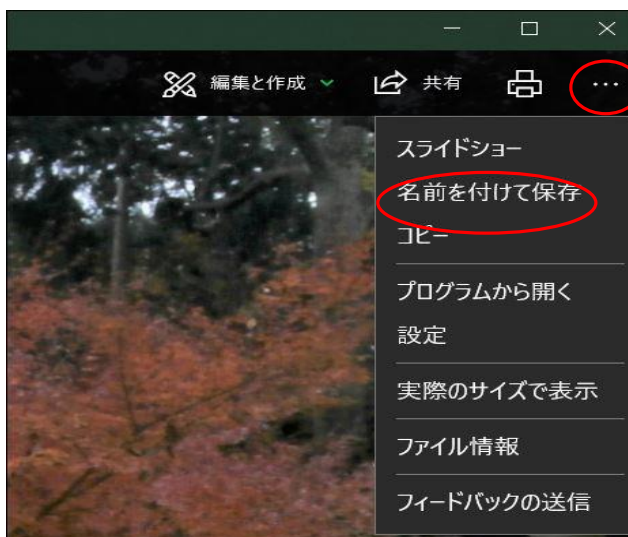 編集と作成 共有 ...
スライドショー
名前を付けて保存
コピー
プログラムから開く
設定
実際のサイズで表示
ファイル情報
フィードバックの送信